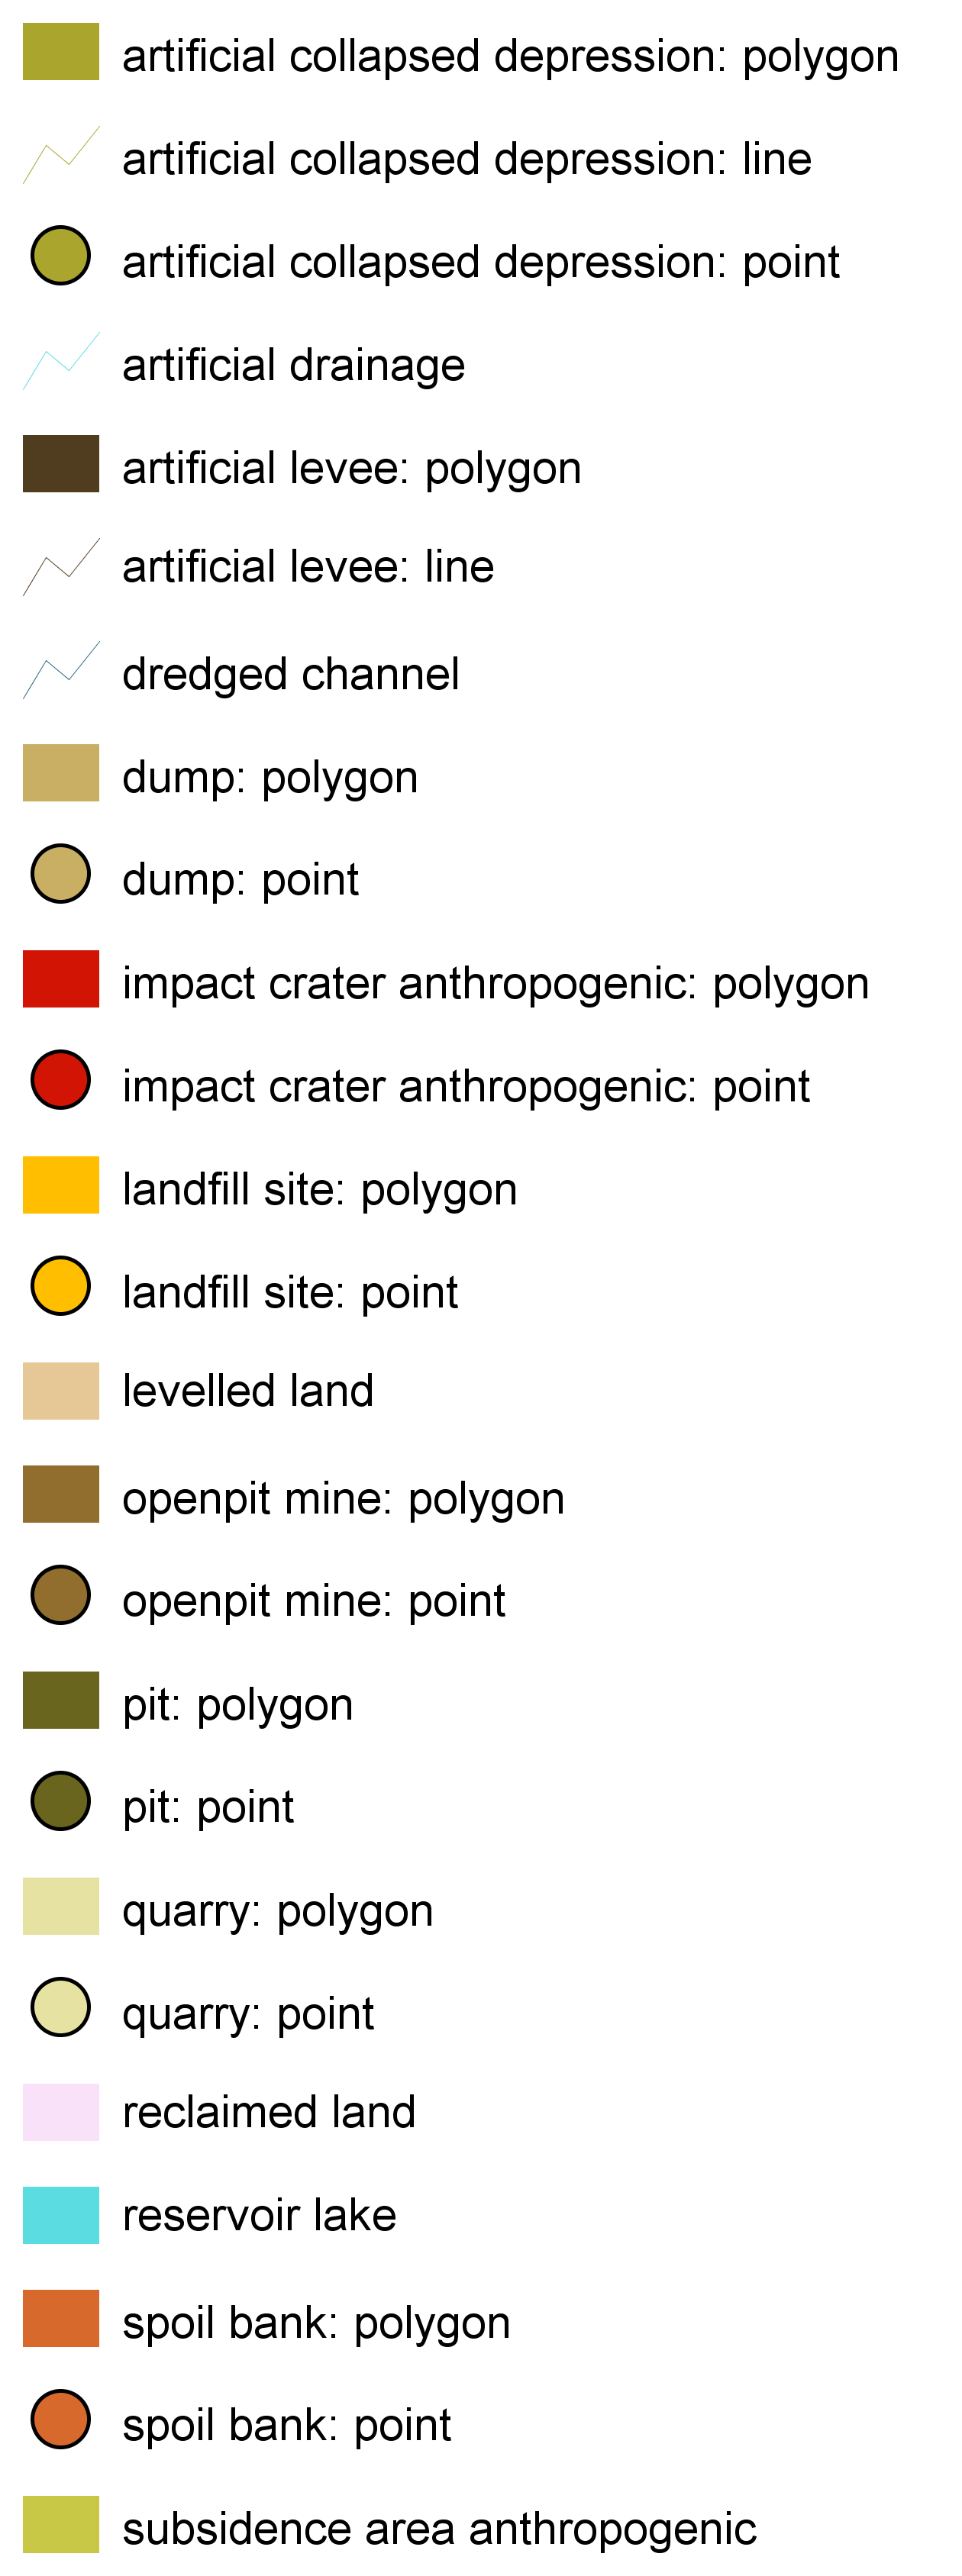 artificial collapsed depression: polygon
artificial collapsed depression: line
artificial collapsed depression: point
artificial drainage
artificial levee: polygon
artificial levee: line
dredged channel
dump: polygon
dump: point
impact crater anthropogenic: polygon
impact crater anthropogenic: point
landfill site: polygon
landfill site: point
levelled land
openpit mine: polygon
openpit mine: point
pit: polygon
pit: point
quarry: polygon
quarry: point
reclaimed land
reservoir lake
spoil bank: polygon
spoil bank: point
subsidence area anthropogenic